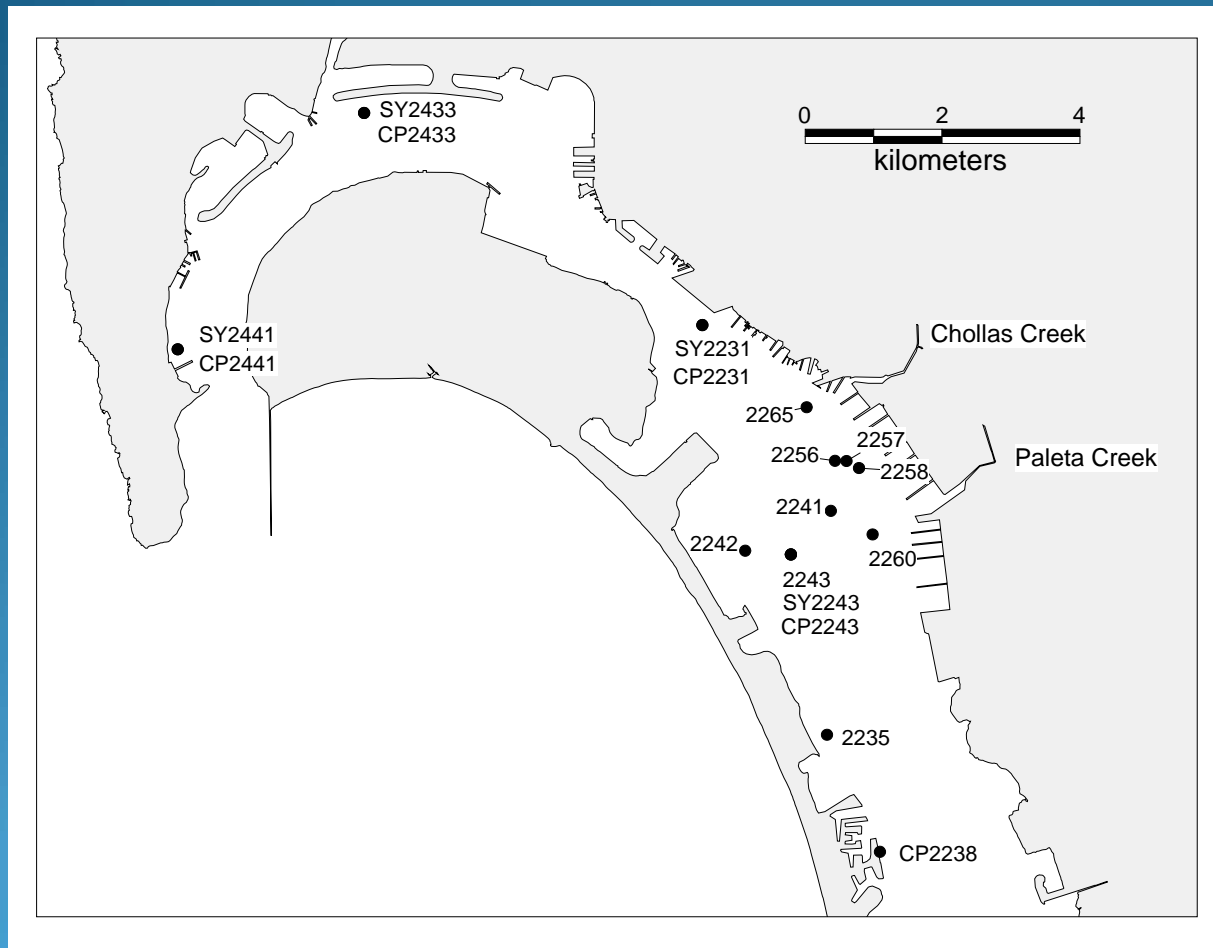 0 2 4
kilometers
SY2433
CP2433
SY2441
CP2441
SY2231
CP2231
Chollas Creek
2265
2257
2256
2258
Paleta Creek
2241
2242
2260
2243
SY2243
CP2243
2235
CP2238